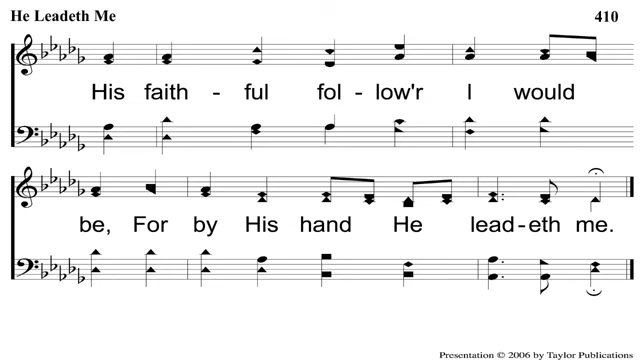 He Leadeth Me 410
His faith - ful fol - low'r I would
be, For by His hand He lead-eth me.
Presentation © 2006 by Taylor Publications